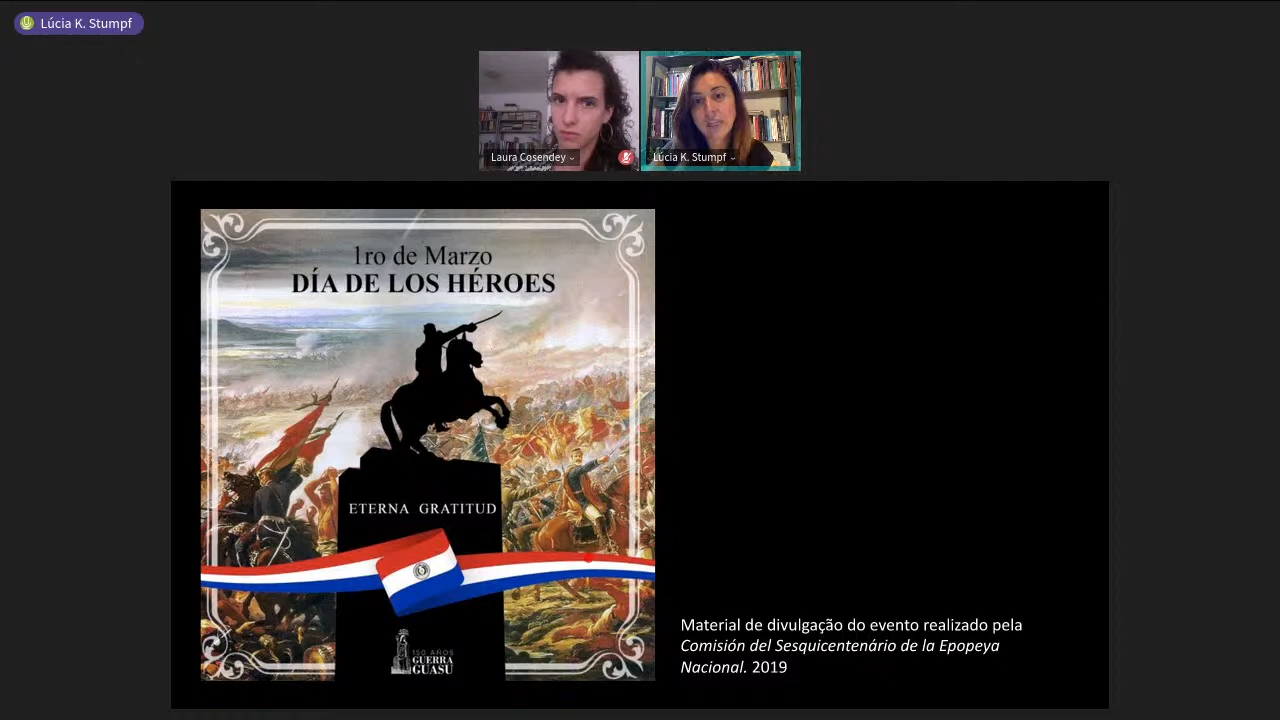 Lúcia K. Stumpf
Laura Cosendey
Lúcia K. Stumpf
1ro de Marzo
DÍA DE LOS HÉROES
ETERNA GRATITUD
150 AÑOS
GUERRA
GUASU
Material de divulgação do evento realizado pela
Comisión del Sesquicentenário de la Epopeya
Nacional. 2019